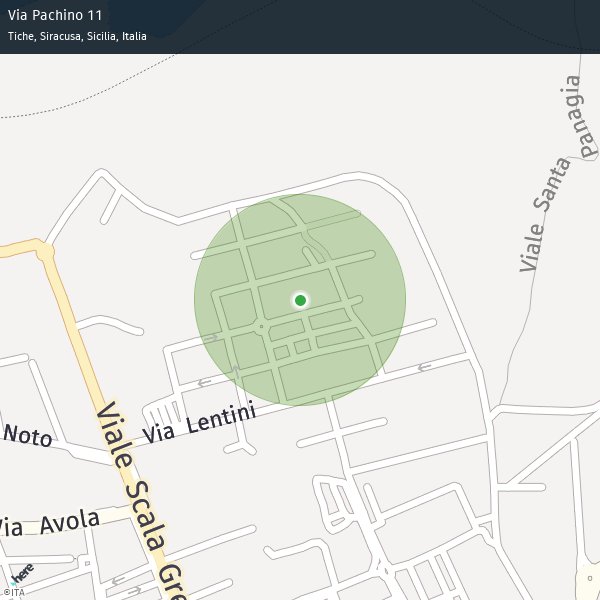 Via Pachino 11
Tiche, Siracusa, Sicilia, Italia
Viale Santa Panagia
Via Lentini
Noto
Viale Scala Gre
Via Avola
here
©ITA